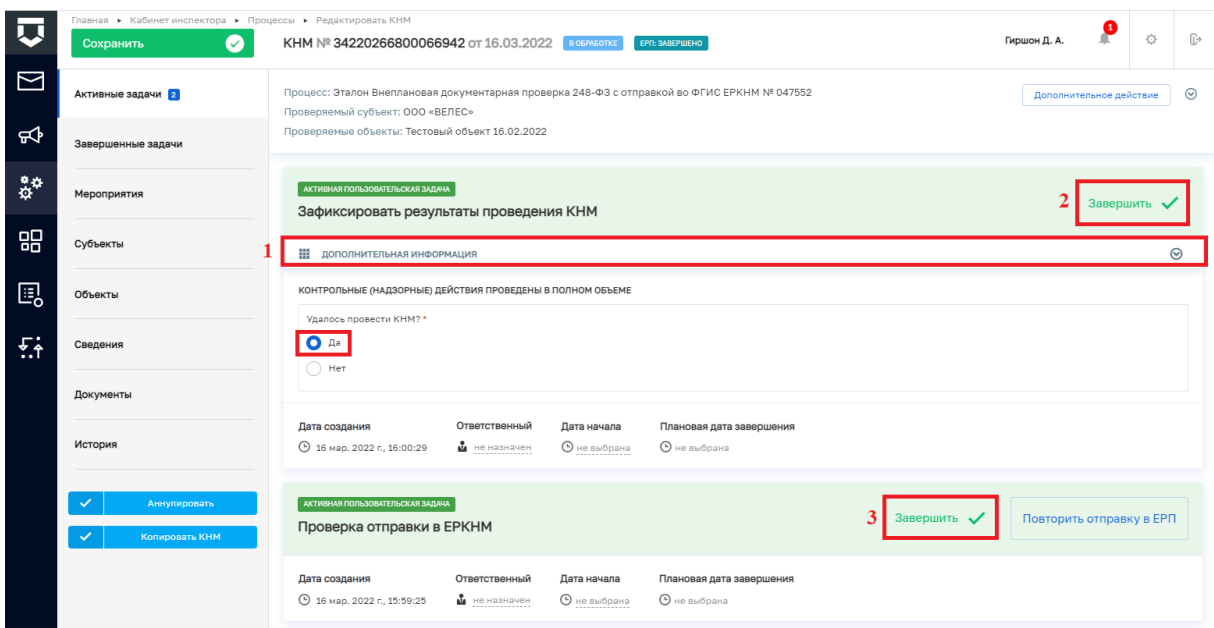 Главная ▸ Кабинет инспектора ▸ Процессы ▸ Редактировать КНМ
Сохранить
КНМ № 34220266800066942 от 16.03.2022 В ОБРАБОТКЕ ЕРП: ЗАВЕРШЕНО
Гиршон Д. А.
1
Активные задачи 2
Завершенные задачи
Мероприятия
Субъекты
Объекты
Сведения
Документы
История
Аннулировать
Копировать КНМ
Процесс: Эталон Внеплановая документарная проверка 248-ФЗ с отправкой во ФГИС ЕРКНМ № 047552
Дополнительное действие
Проверяемый субъект: ООО «ВЕЛЕС»
Проверяемые объекты: Тестовый объект 16.02.2022
АКТИВНАЯ ПОЛЬЗОВАТЕЛЬСКАЯ ЗАДАЧА
Зафиксировать результаты проведения КНМ
2 Завершить
1 ДОПОЛНИТЕЛЬНАЯ ИНФОРМАЦИЯ
КОНТРОЛЬНЫЕ (НАДЗОРНЫЕ) ДЕЙСТВИЯ ПРОВЕДЕНЫ В ПОЛНОМ ОБЪЕМЕ
Удалось провести КНМ? *
Да
Нет
Дата создания Ответственный Дата начала Плановая дата завершения
16 мар. 2022 г., 16:00:29 не назначен не выбрана не выбрана
АКТИВНАЯ ПОЛЬЗОВАТЕЛЬСКАЯ ЗАДАЧА
Проверка отправки в ЕРКНМ
3 Завершить Повторить отправку в ЕРП
Дата создания Ответственный Дата начала Плановая дата завершения
16 мар. 2022 г., 15:59:25 не назначен не выбрана не выбрана